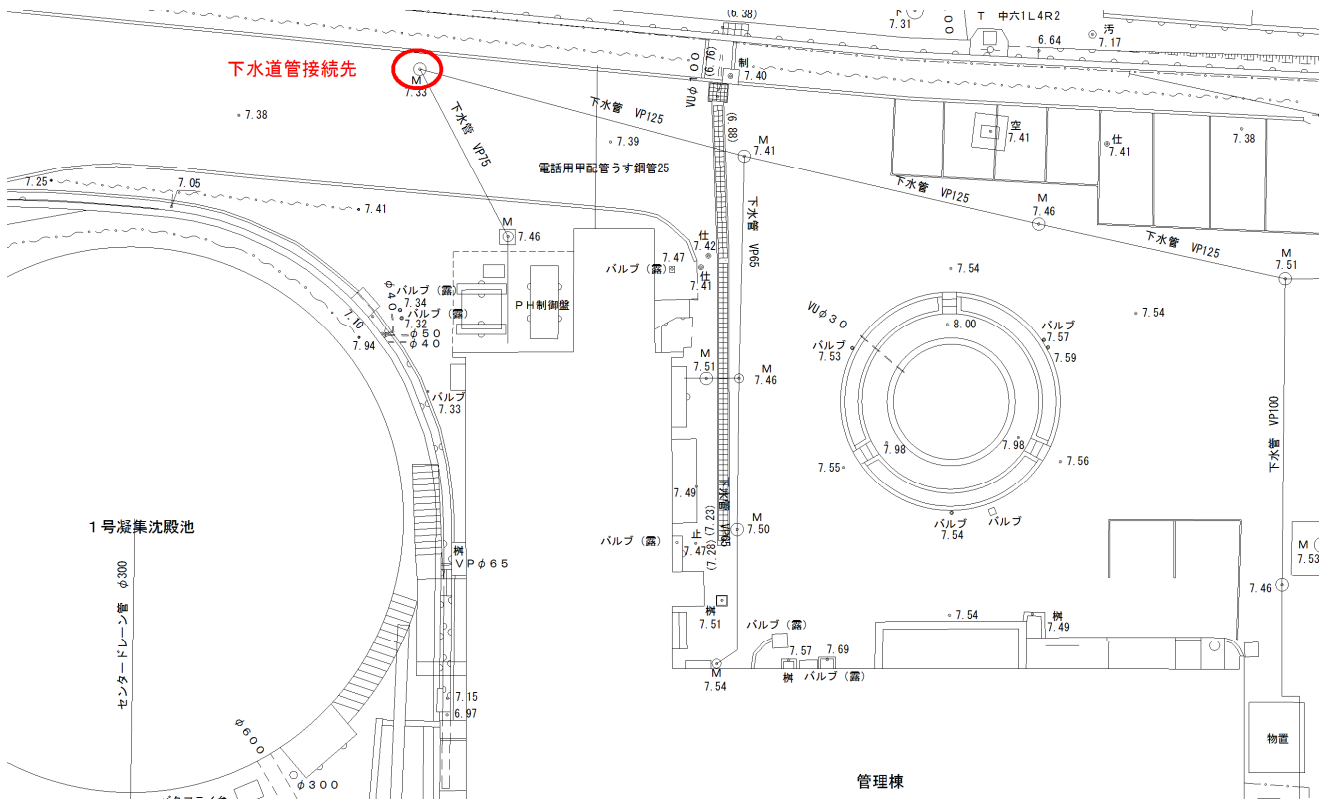 (6.38)
7.31
T 中六1L4R2
汚
7.17
6.64
下水道管接続先
M
7.33
VUφ100
(6.76)
制
7.40
7.38
下水管 VP75
下水管 VP125
(6.88)
7.39
M
7.41
空
7.41
仕
7.41
7.38
電話用甲配管うす鋼管25
7.25
7.05
7.41
下水管 VP125
M
7.46
M
7.46
下水管 VP65
仕
7.42
バルブ(露)
7.47
仕
7.41
下水管 VP125
M
7.51
7.54
φ40
バルブ(露)
7.34
バルブ(露)
7.32
PH制御盤
7.10
φ50
φ40
7.94
VUφ30
8.00
バルブ
7.57
7.59
バルブ
7.53
7.54
M
7.51
M
7.46
バルブ
7.33
下水管 VP100
7.98
7.98
7.55
7.56
7.49
下水管 VP65
(7.23)
(7.28)
1号凝集沈殿池
バルブ(露)
止
7.47
M
7.50
バルブ
7.54
バルブ
M
7.53
桝
VPφ65
センタードレーン管 φ300
7.46
桝
7.51
バルブ(露)
7.54
桝
7.49
7.57
桝
7.69
バルブ(露)
M
7.54
7.15
6.97
φ600
φ300
物置
管理棟